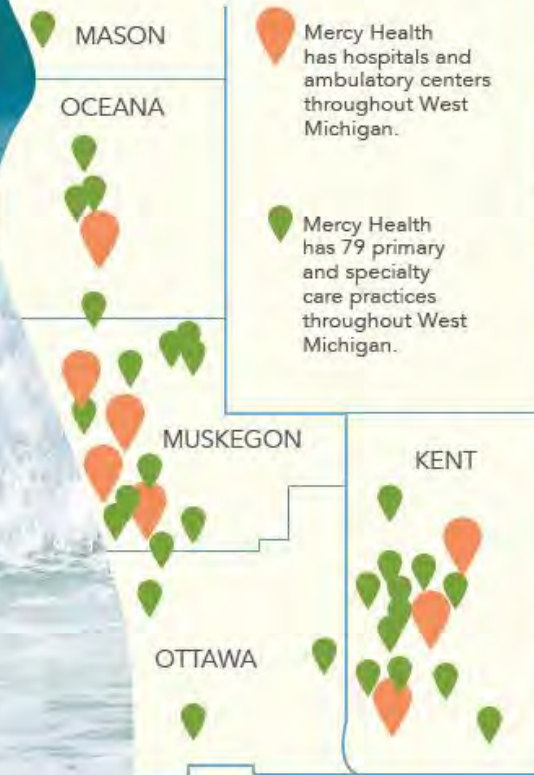 MASON
OCEANA
MUSKEGON
KENT
OTTAWA
Mercy Health
has hospitals and
ambulatory centers
throughout West
Michigan.
Mercy Health
has 79 primary
and specialty
care practices
throughout West
Michigan.